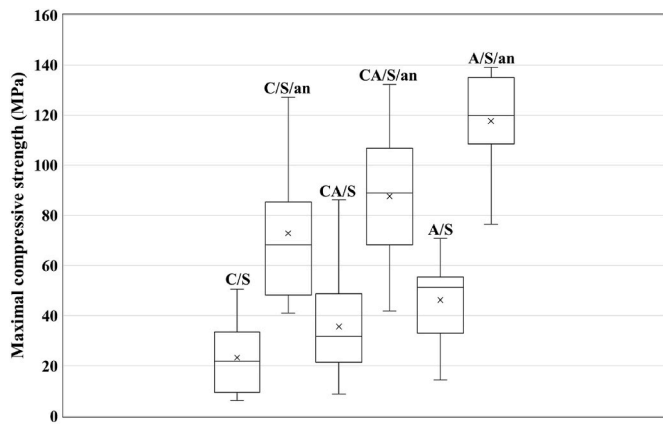 Maximal compressive strength (MPa)
160
140
120
100
80
60
40
20
0
C/S
C/S/an
CA/S
CA/S/an
A/S
A/S/an